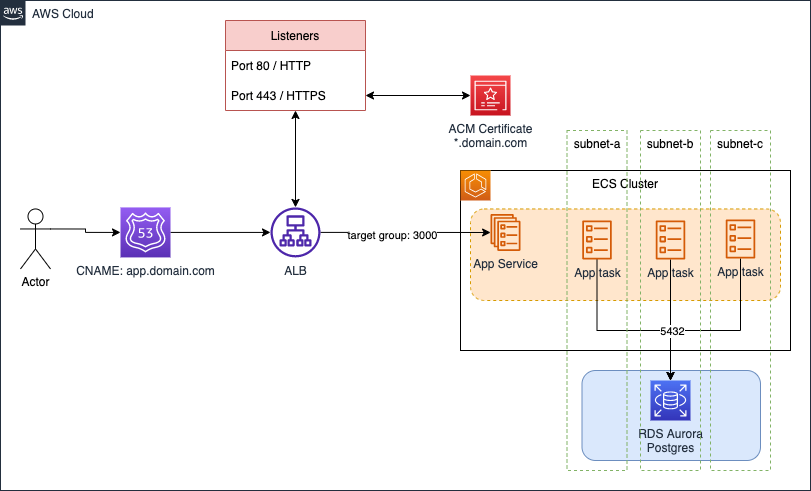 aws
AWS Cloud
Listeners
Port 80 / HTTP
Port 443 / HTTPS
ACM Certificate
*.domain.com
subnet-a
subnet-b
subnet-c
ECS Cluster
53
target group: 3000
App Service
App task
App task
App task
Actor
CNAME: app.domain.com
ALB
5432
RDS Aurora
Postgres